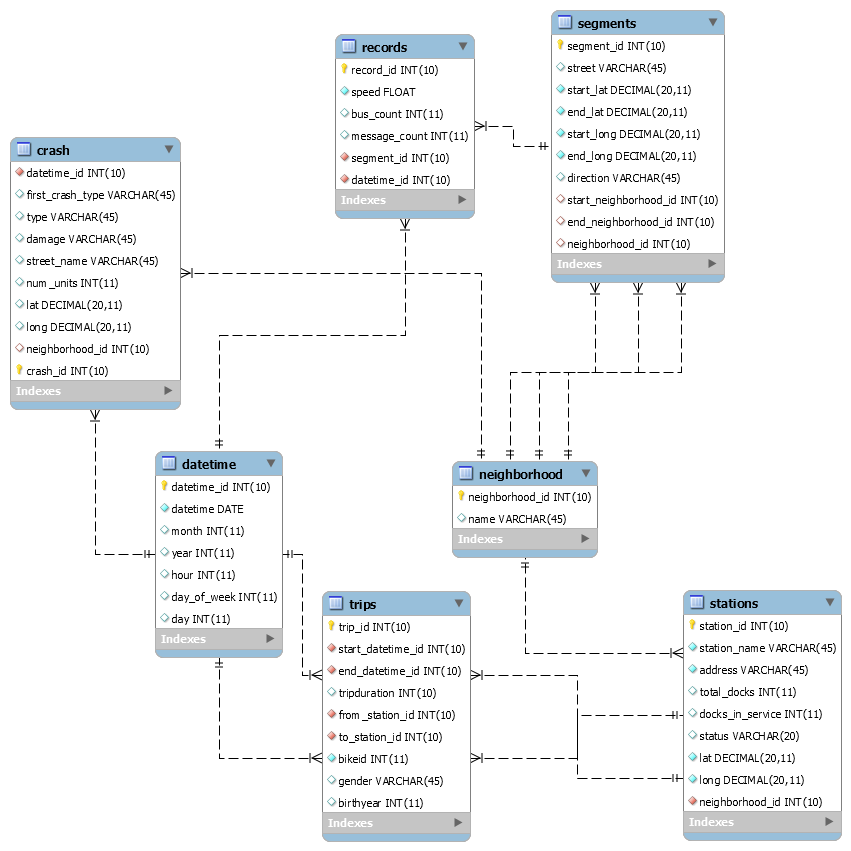 segments
segment_id INT(10)
street VARCHAR(45)
start_lat DECIMAL(20,11)
end_lat DECIMAL(20,11)
start_long DECIMAL(20,11)
end_long DECIMAL(20,11)
direction VARCHAR(45)
start_neighborhood_id INT(10)
end_neighborhood_id INT(10)
neighborhood_id INT(10)
Indexes
records
record_id INT(10)
speed FLOAT
bus_count INT(11)
message_count INT(11)
segment_id INT(10)
datetime_id INT(10)
Indexes
crash
datetime_id INT(10)
first_crash_type VARCHAR(45)
type VARCHAR(45)
damage VARCHAR(45)
street_name VARCHAR(45)
num_units INT(11)
lat DECIMAL(20,11)
long DECIMAL(20,11)
neighborhood_id INT(10)
crash_id INT(10)
Indexes
datetime
datetime_id INT(10)
datetime DATE
month INT(11)
year INT(11)
hour INT(11)
day_of_week INT(11)
day INT(11)
Indexes
neighborhood
neighborhood_id INT(10)
name VARCHAR(45)
Indexes
trips
trip_id INT(10)
start_datetime_id INT(10)
end_datetime_id INT(10)
tripduration INT(10)
from_station_id INT(10)
to_station_id INT(10)
bikeid INT(11)
gender VARCHAR(45)
birthyear INT(11)
Indexes
stations
station_id INT(10)
station_name VARCHAR(45)
address VARCHAR(45)
total_docks INT(11)
docks_in_service INT(11)
status VARCHAR(20)
lat DECIMAL(20,11)
long DECIMAL(20,11)
neighborhood_id INT(10)
Indexes